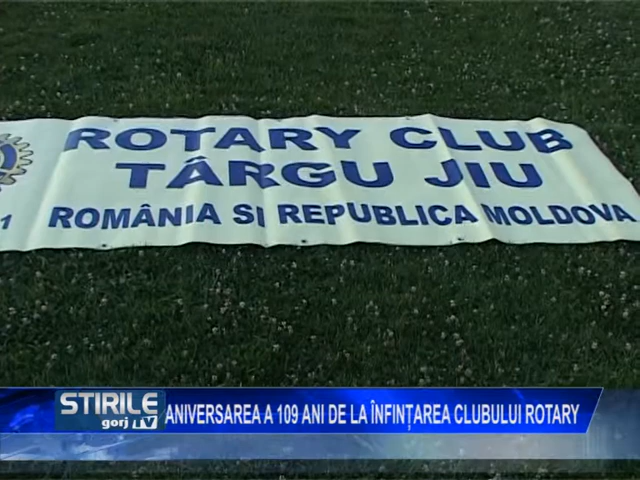 ROTARY CLUB
TÂRGU JIU
1 ROMÂNIA SI REPUBLICA MOLDOVA
STIRILE
gorj TV
ANIVERSAREA A 109 ANI DE LA ÎNFINȚAREA CLUBULUI ROTARY